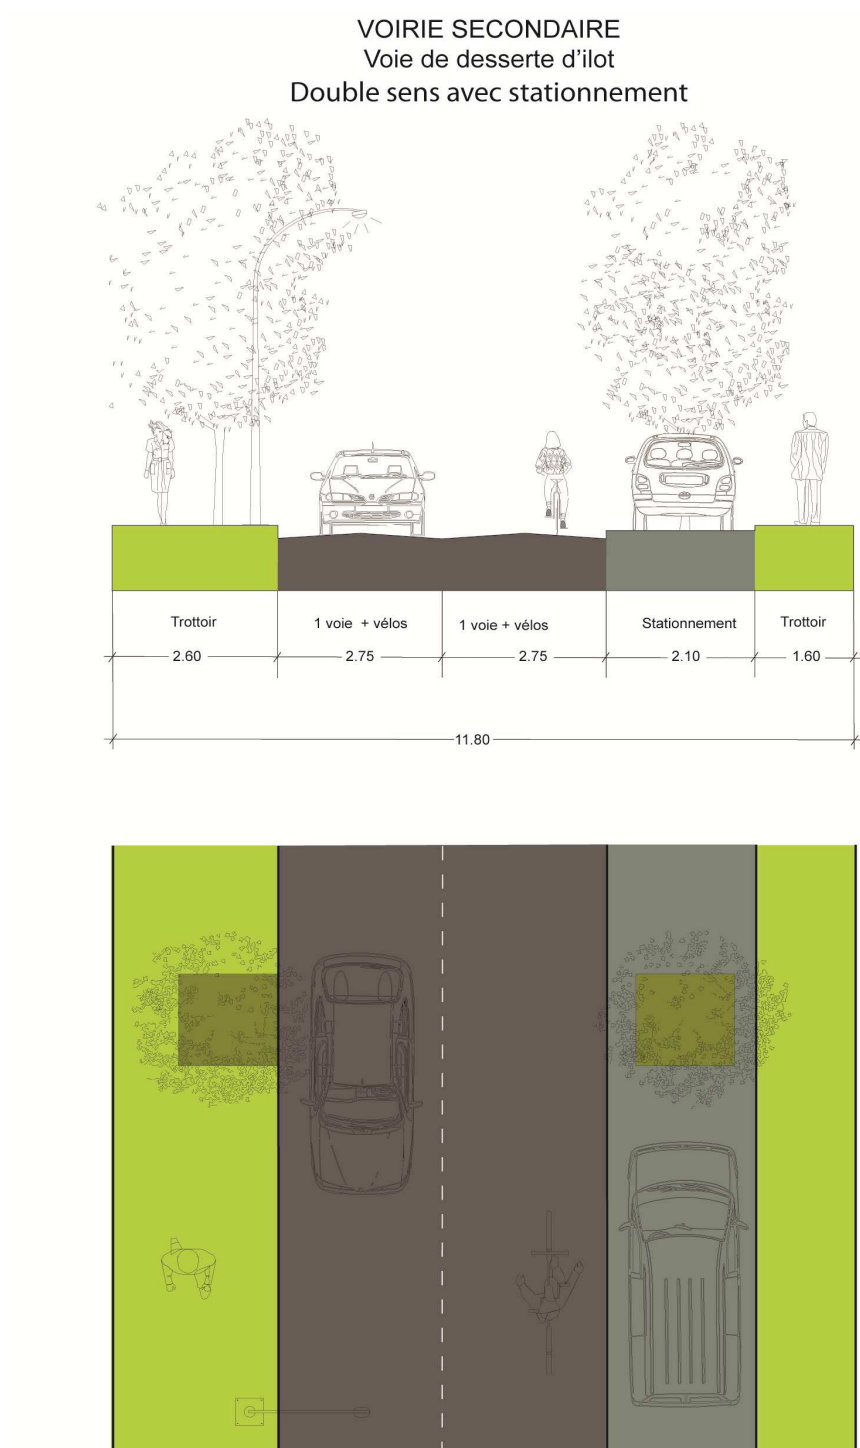 VOIRIE SECONDAIRE
Voie de desserte d'ilot
Double sens avec stationnement
Trottoir
1 voie + vélos
1 voie + vélos
Stationnement
Trottoir
2.60
2.75
2.75
2.10
1.60
11.80